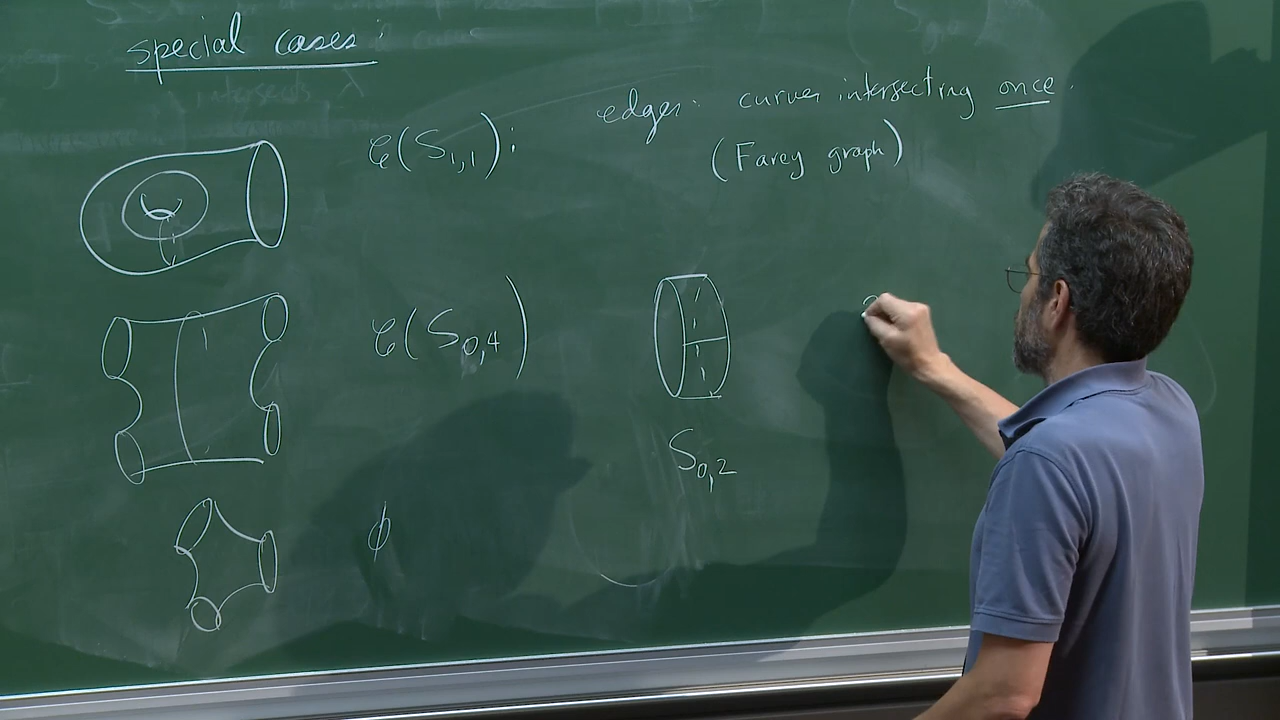 special cases:
edges: curves intersecting once.
𝒞(S₁,₁):
(Farey graph)
𝒞(S₀,₄)
S₀,₂
ϕ